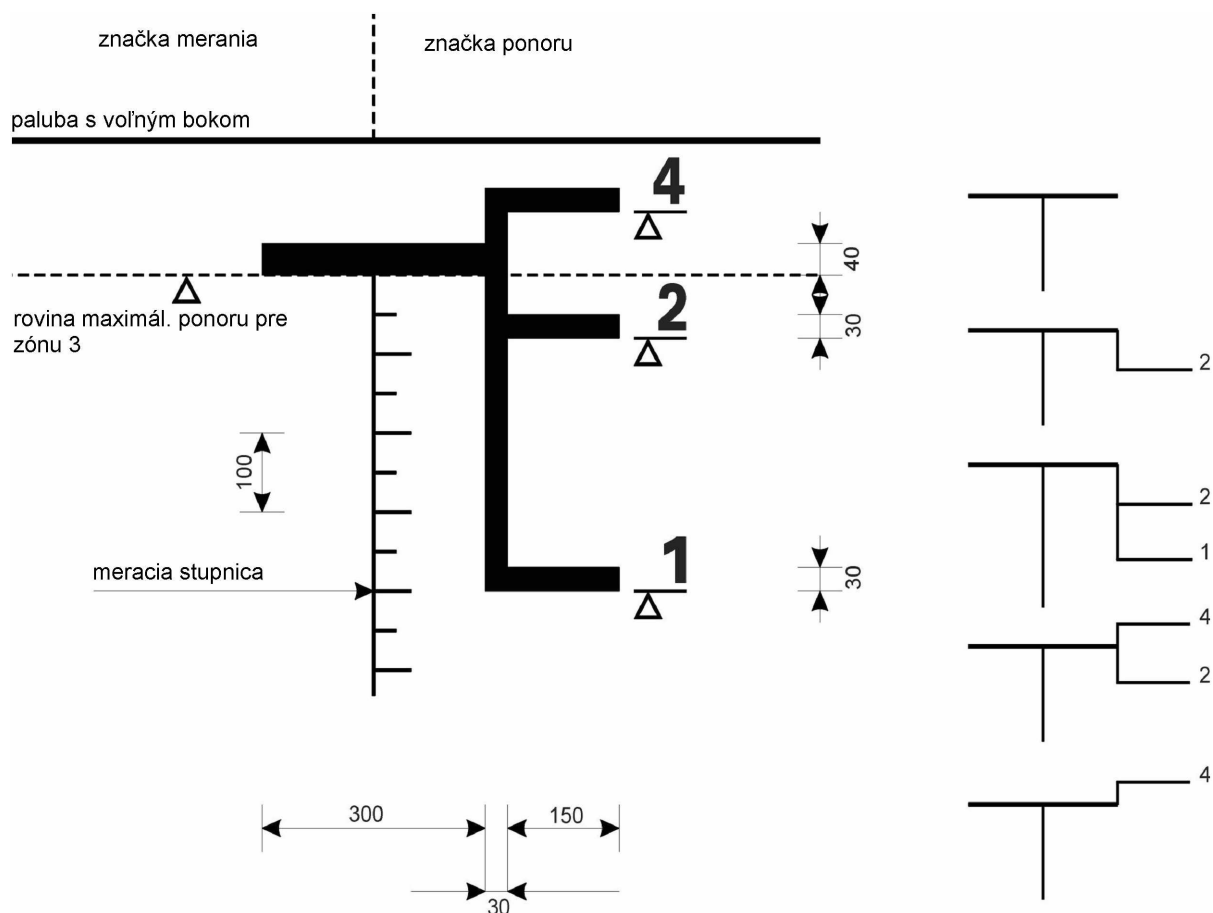 značka merania
značka ponoru
paluba s voľným bokom
4
40
rovina maximál. ponoru pre
zónu 3
2
30
100
meracia stupnica
1
30
300
150
30
2
2
1
4
2
4